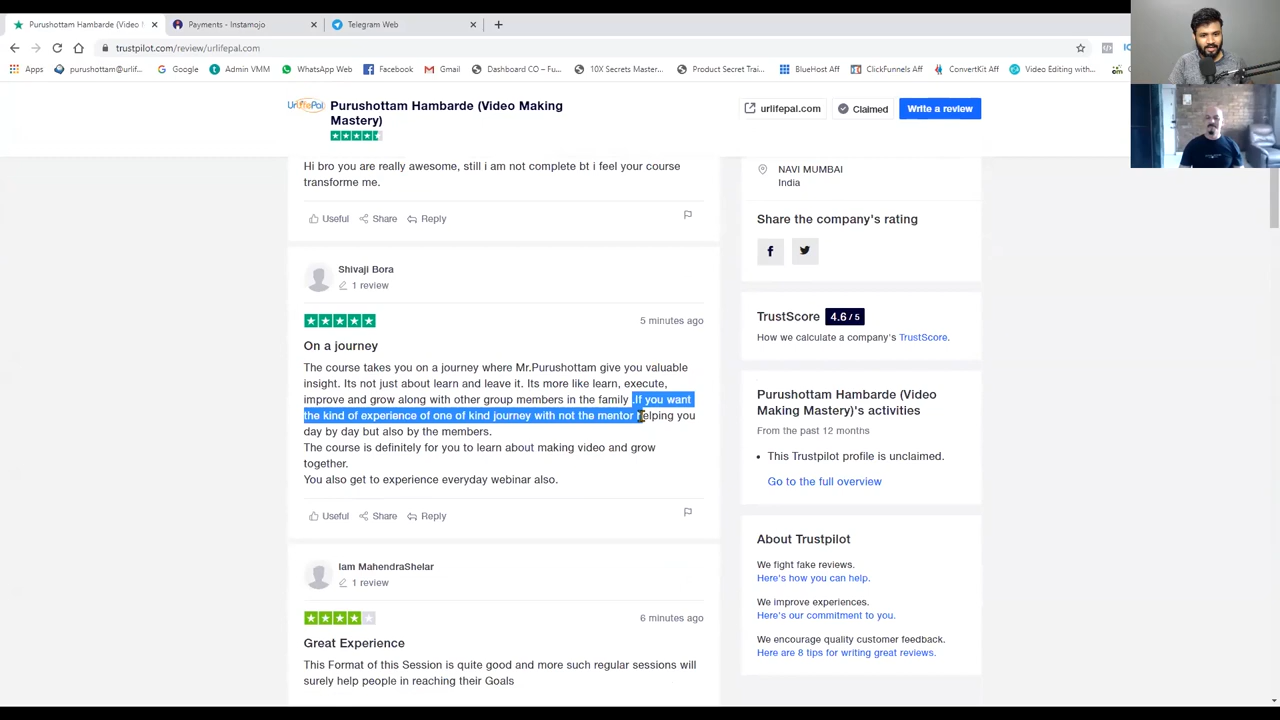 Purushottam Hambarde (Video M
Payments - Instamojo
Telegram Web
trustpilot.com/review/urlifepal.com
Apps
purushottam@urlif...
Google
Admin VMM
WhatsApp Web
Facebook
Gmail
Dashboard CO – Fu...
10X Secrets Master...
Product Secret Trai...
BlueHost Aff
ClickFunnels Aff
ConvertKit Aff
Video Editing with...
UrlifePal
Purushottam Hambarde (Video Making
Mastery)
urlifepal.com
Claimed
Write a review
Hi bro you are really awesome, still i am not complete bt i feel your course
transforme me.
Useful
Share
Reply
Shivaji Bora
1 review
5 minutes ago
On a journey
The course takes you on a journey where Mr.Purushottam give you valuable
insight. Its not just about learn and leave it. Its more like learn, execute,
improve and grow along with other group members in the family .If you want
the kind of experience of one of kind journey with not the mentor helping you
day by day but also by the members.
The course is definitely for you to learn about making video and grow
together.
You also get to experience everyday webinar also.
Useful
Share
Reply
Iam MahendraShelar
1 review
6 minutes ago
Great Experience
This Format of this Session is quite good and more such regular sessions will
surely help people in reaching their Goals
NAVI MUMBAI
India
Share the company's rating
TrustScore 4.6 / 5
How we calculate a company's TrustScore.
Purushottam Hambarde (Video
Making Mastery)'s activities
From the past 12 months
This Trustpilot profile is unclaimed.
Go to the full overview
About Trustpilot
We fight fake reviews.
Here's how you can help.
We improve experiences.
Here's our commitment to you.
We encourage quality customer feedback.
Here are 8 tips for writing great reviews.